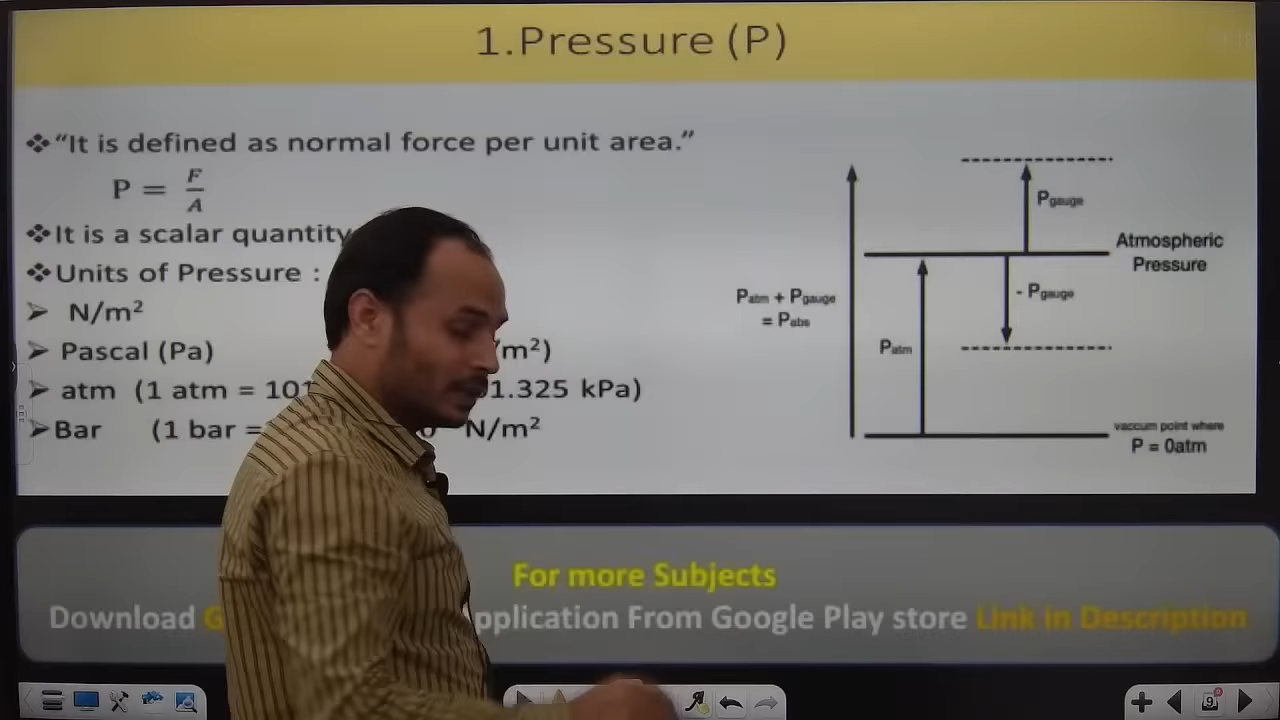 1.Pressure (P)
❖"It is defined as normal force per unit area."
P = F/A
❖It is a scalar quantity
❖Units of Pressure :
➤ N/m²
➤ Pascal (Pa) /m²)
➤ atm (1 atm = 10 1.325 kPa)
➤Bar (1 bar = N/m²
Pgauge
Atmospheric
Pressure
- Pgauge
Patm + Pgauge
= Pabs
Patm
vaccum point where
P = 0atm
For more Subjects
Download G pplication From Google Play store Link in Description
9